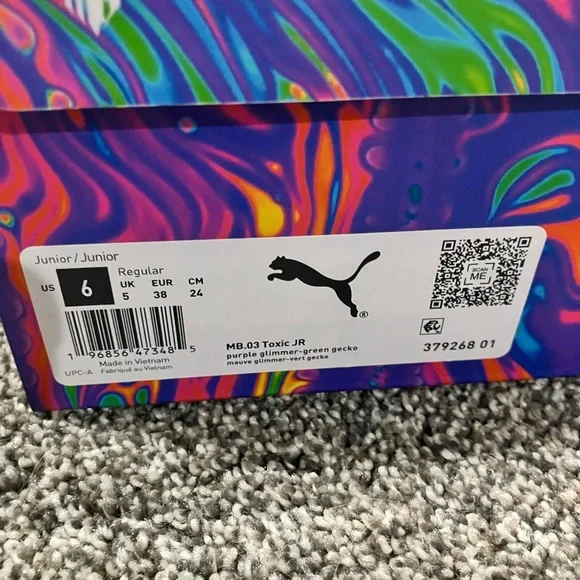 Junior/Junior
Regular
US 6
UK EUR CM
5 38 24
1 96856 47348 5
UPC-A
Made in Vietnam
Fabriqué au Vietnam
®
MB.03 Toxic JR
purple glimmer-green gecko
mauve glimmer-vert gecko
SCAN
ME
379268 01